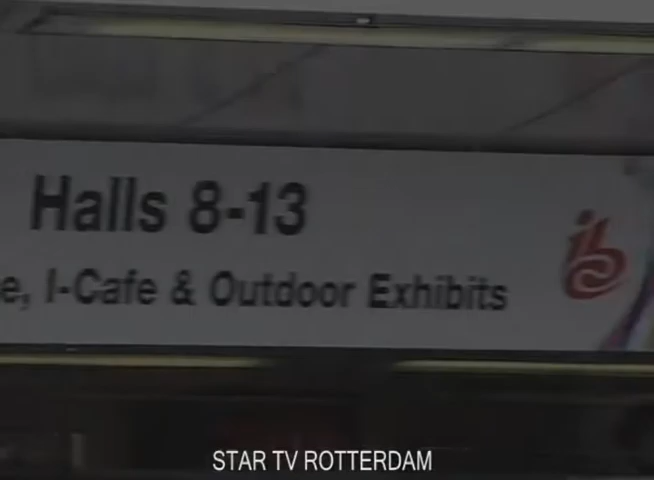 Halls 8-13
e, I-Cafe & Outdoor Exhibits
STAR TV ROTTERDAM